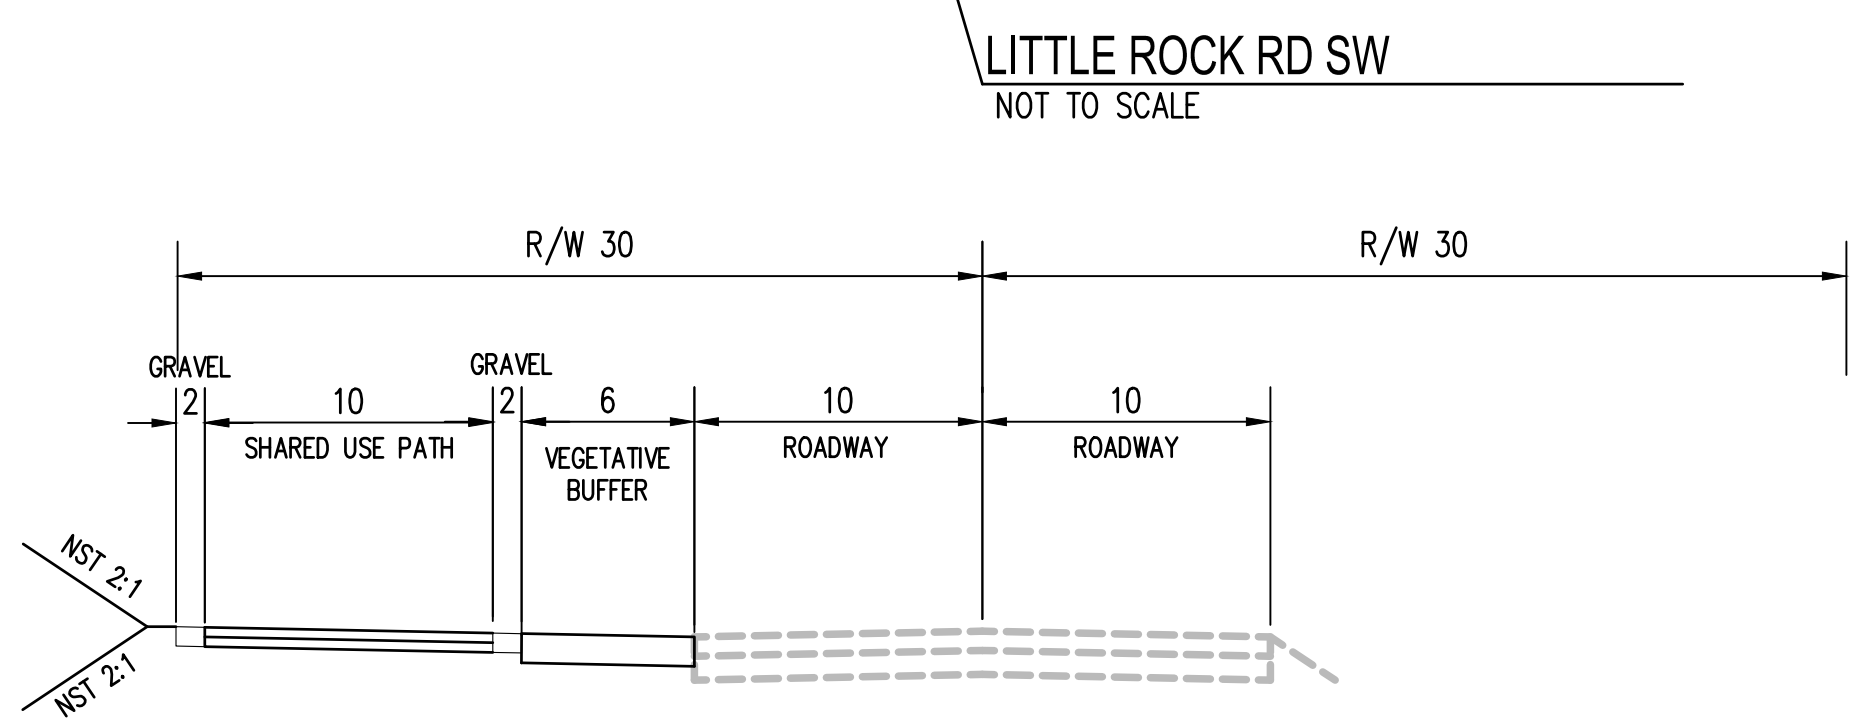 LITTLE ROCK RD SW
NOT TO SCALE
R/W 30
R/W 30
GRAVEL
GRAVEL
2
10
2
6
10
10
SHARED USE PATH
VEGETATIVE
BUFFER
ROADWAY
ROADWAY
NST 2:1
NST 2:1